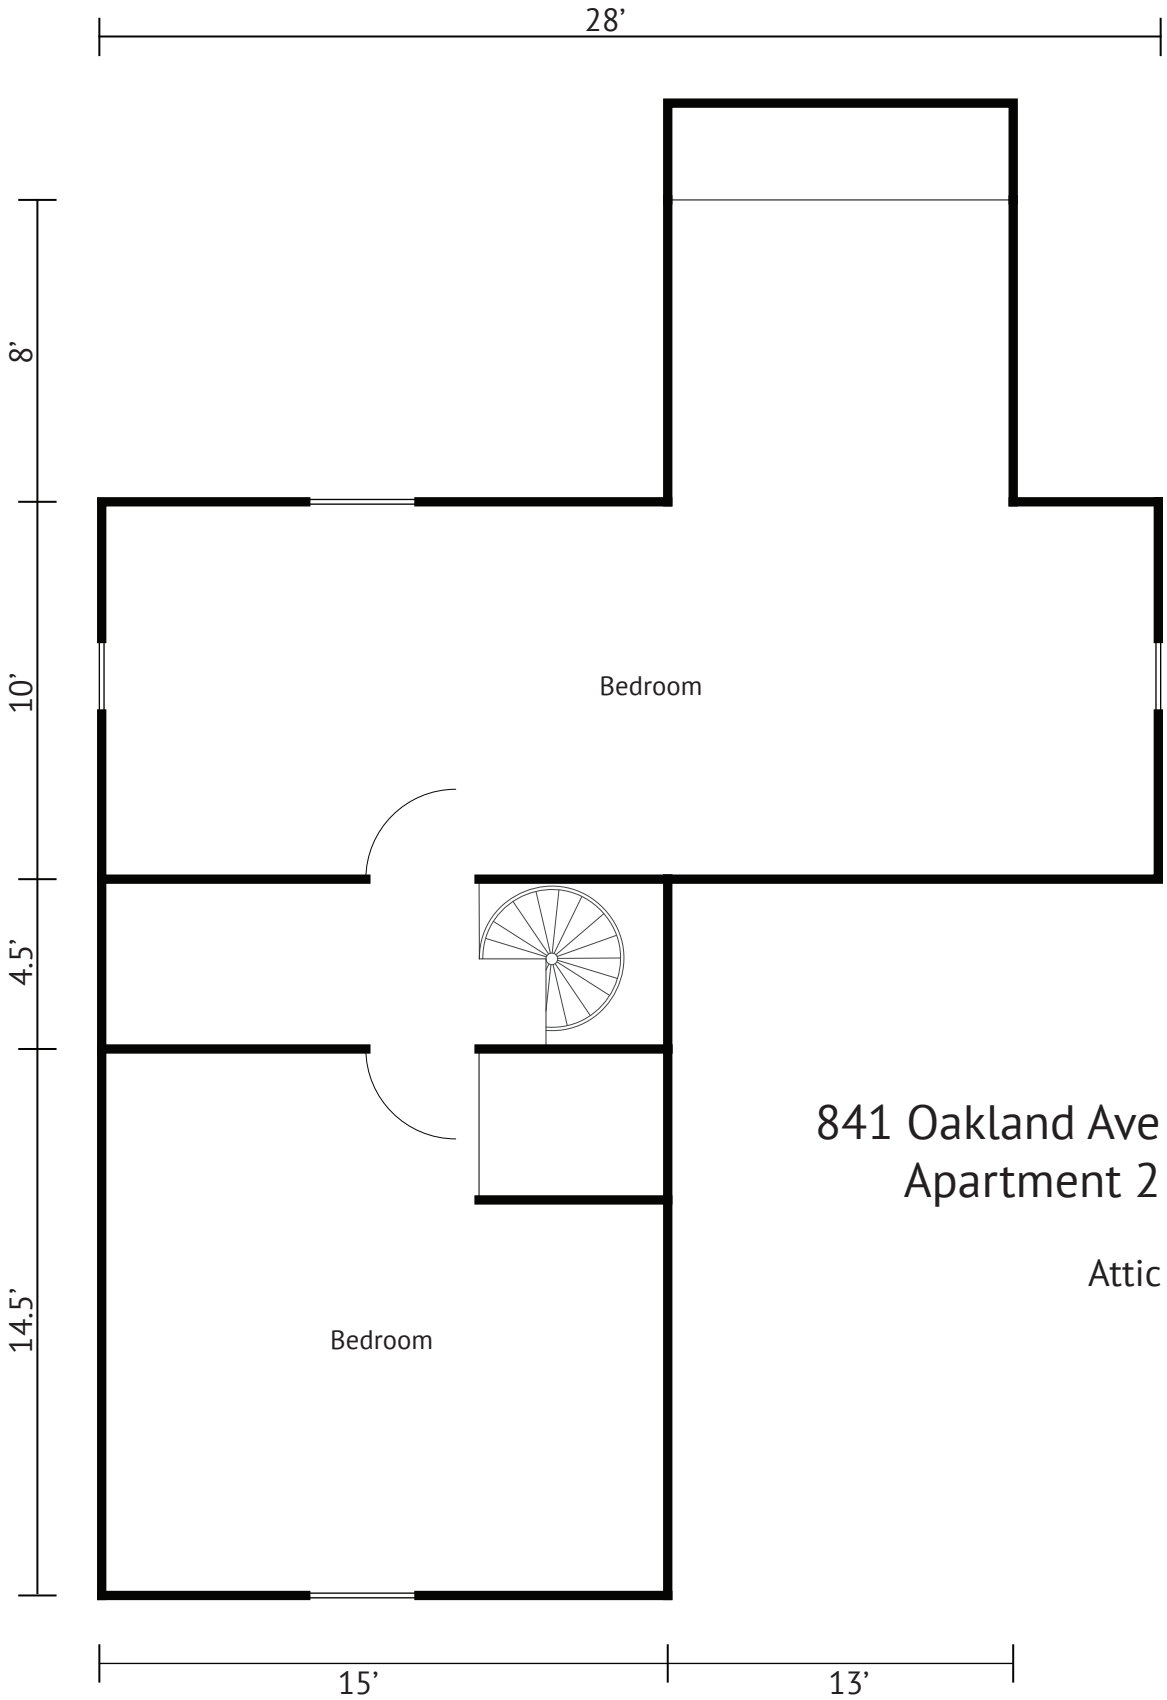 28’
8’
10’
Bedroom
4.5’
841 Oakland Ave
Apartment 2
Attic
14.5’
Bedroom
15’
13’